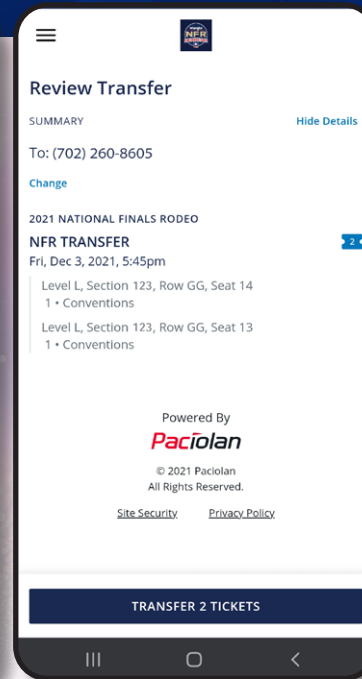 NFR
Review Transfer
SUMMARY
Hide Details
To: (702) 260-8605
Change
2021 NATIONAL FINALS RODEO
NFR TRANSFER
2
Fri, Dec 3, 2021, 5:45pm
Level L, Section 123, Row GG, Seat 14
1 • Conventions
Level L, Section 123, Row GG, Seat 13
1 • Conventions
Powered By
Paciolan
© 2021 Paciolan
All Rights Reserved.
Site Security Privacy Policy
TRANSFER 2 TICKETS